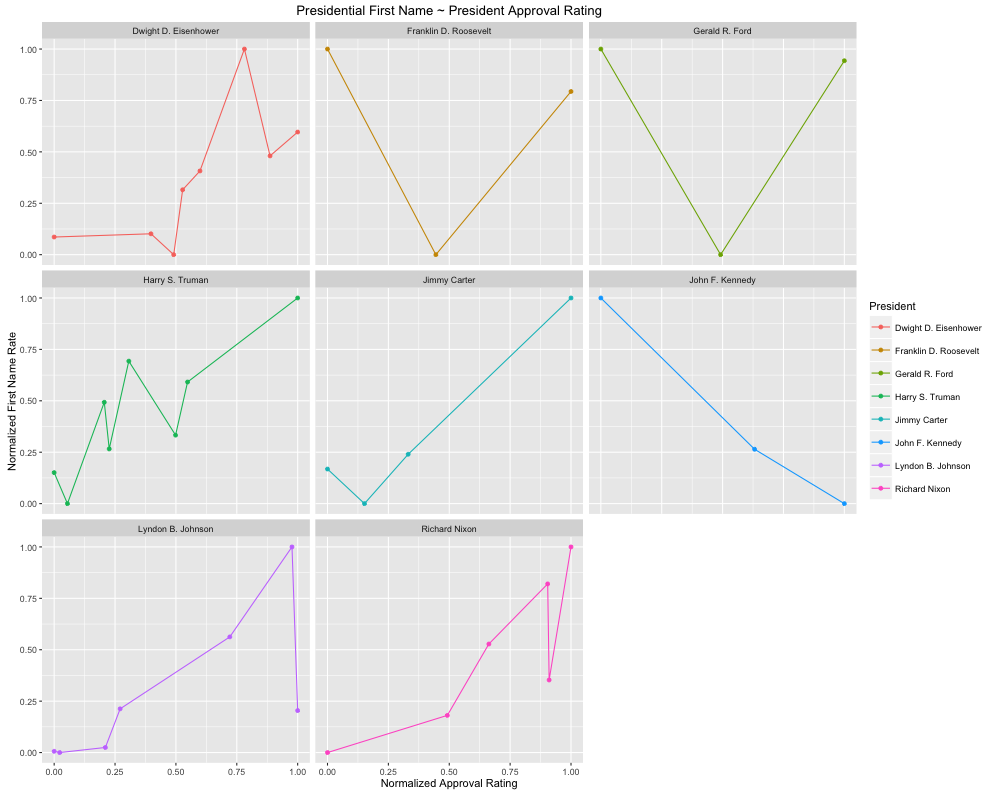 Presidential First Name ~ President Approval Rating
Dwight D. Eisenhower
Franklin D. Roosevelt
Gerald R. Ford
1.00
0.75
0.50
0.25
0.00
Harry S. Truman
Jimmy Carter
John F. Kennedy
1.00
0.75
0.50
0.25
0.00
Normalized First Name Rate
Lyndon B. Johnson
Richard Nixon
1.00
0.75
0.50
0.25
0.00
0.00 0.25 0.50 0.75 1.00
0.00 0.25 0.50 0.75 1.00
Normalized Approval Rating
President
Dwight D. Eisenhower
Franklin D. Roosevelt
Gerald R. Ford
Harry S. Truman
Jimmy Carter
John F. Kennedy
Lyndon B. Johnson
Richard Nixon